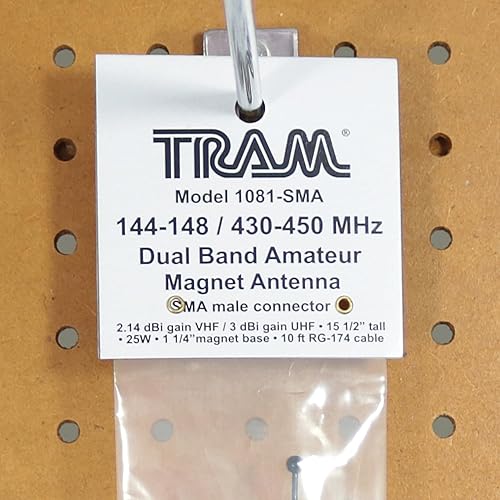 TRAM®
Model 1081-SMA
144-148 / 430-450 MHz
Dual Band Amateur
Magnet Antenna
SMA male connector
2.14 dBi gain VHF / 3 dBi gain UHF • 15 1/2" tall
• 25W • 1 1/4"magnet base • 10 ft RG-174 cable